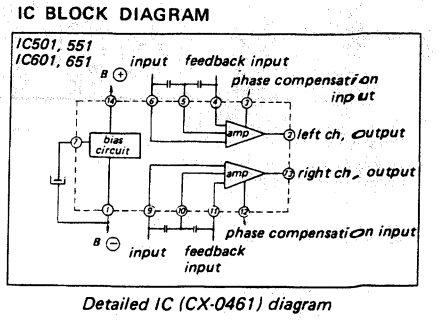 IC BLOCK DIAGRAM
IC501, 551
IC601, 651
input feedback input
B ⊕
phase compensation
input
14 6 5 4 3
amp
2 left ch, output
7
bias
circuit
amp
13 right ch, output
1 9 10 11 12
B ⊖
phase compensation input
input feedback
input
Detailed IC (CX-0461) diagram